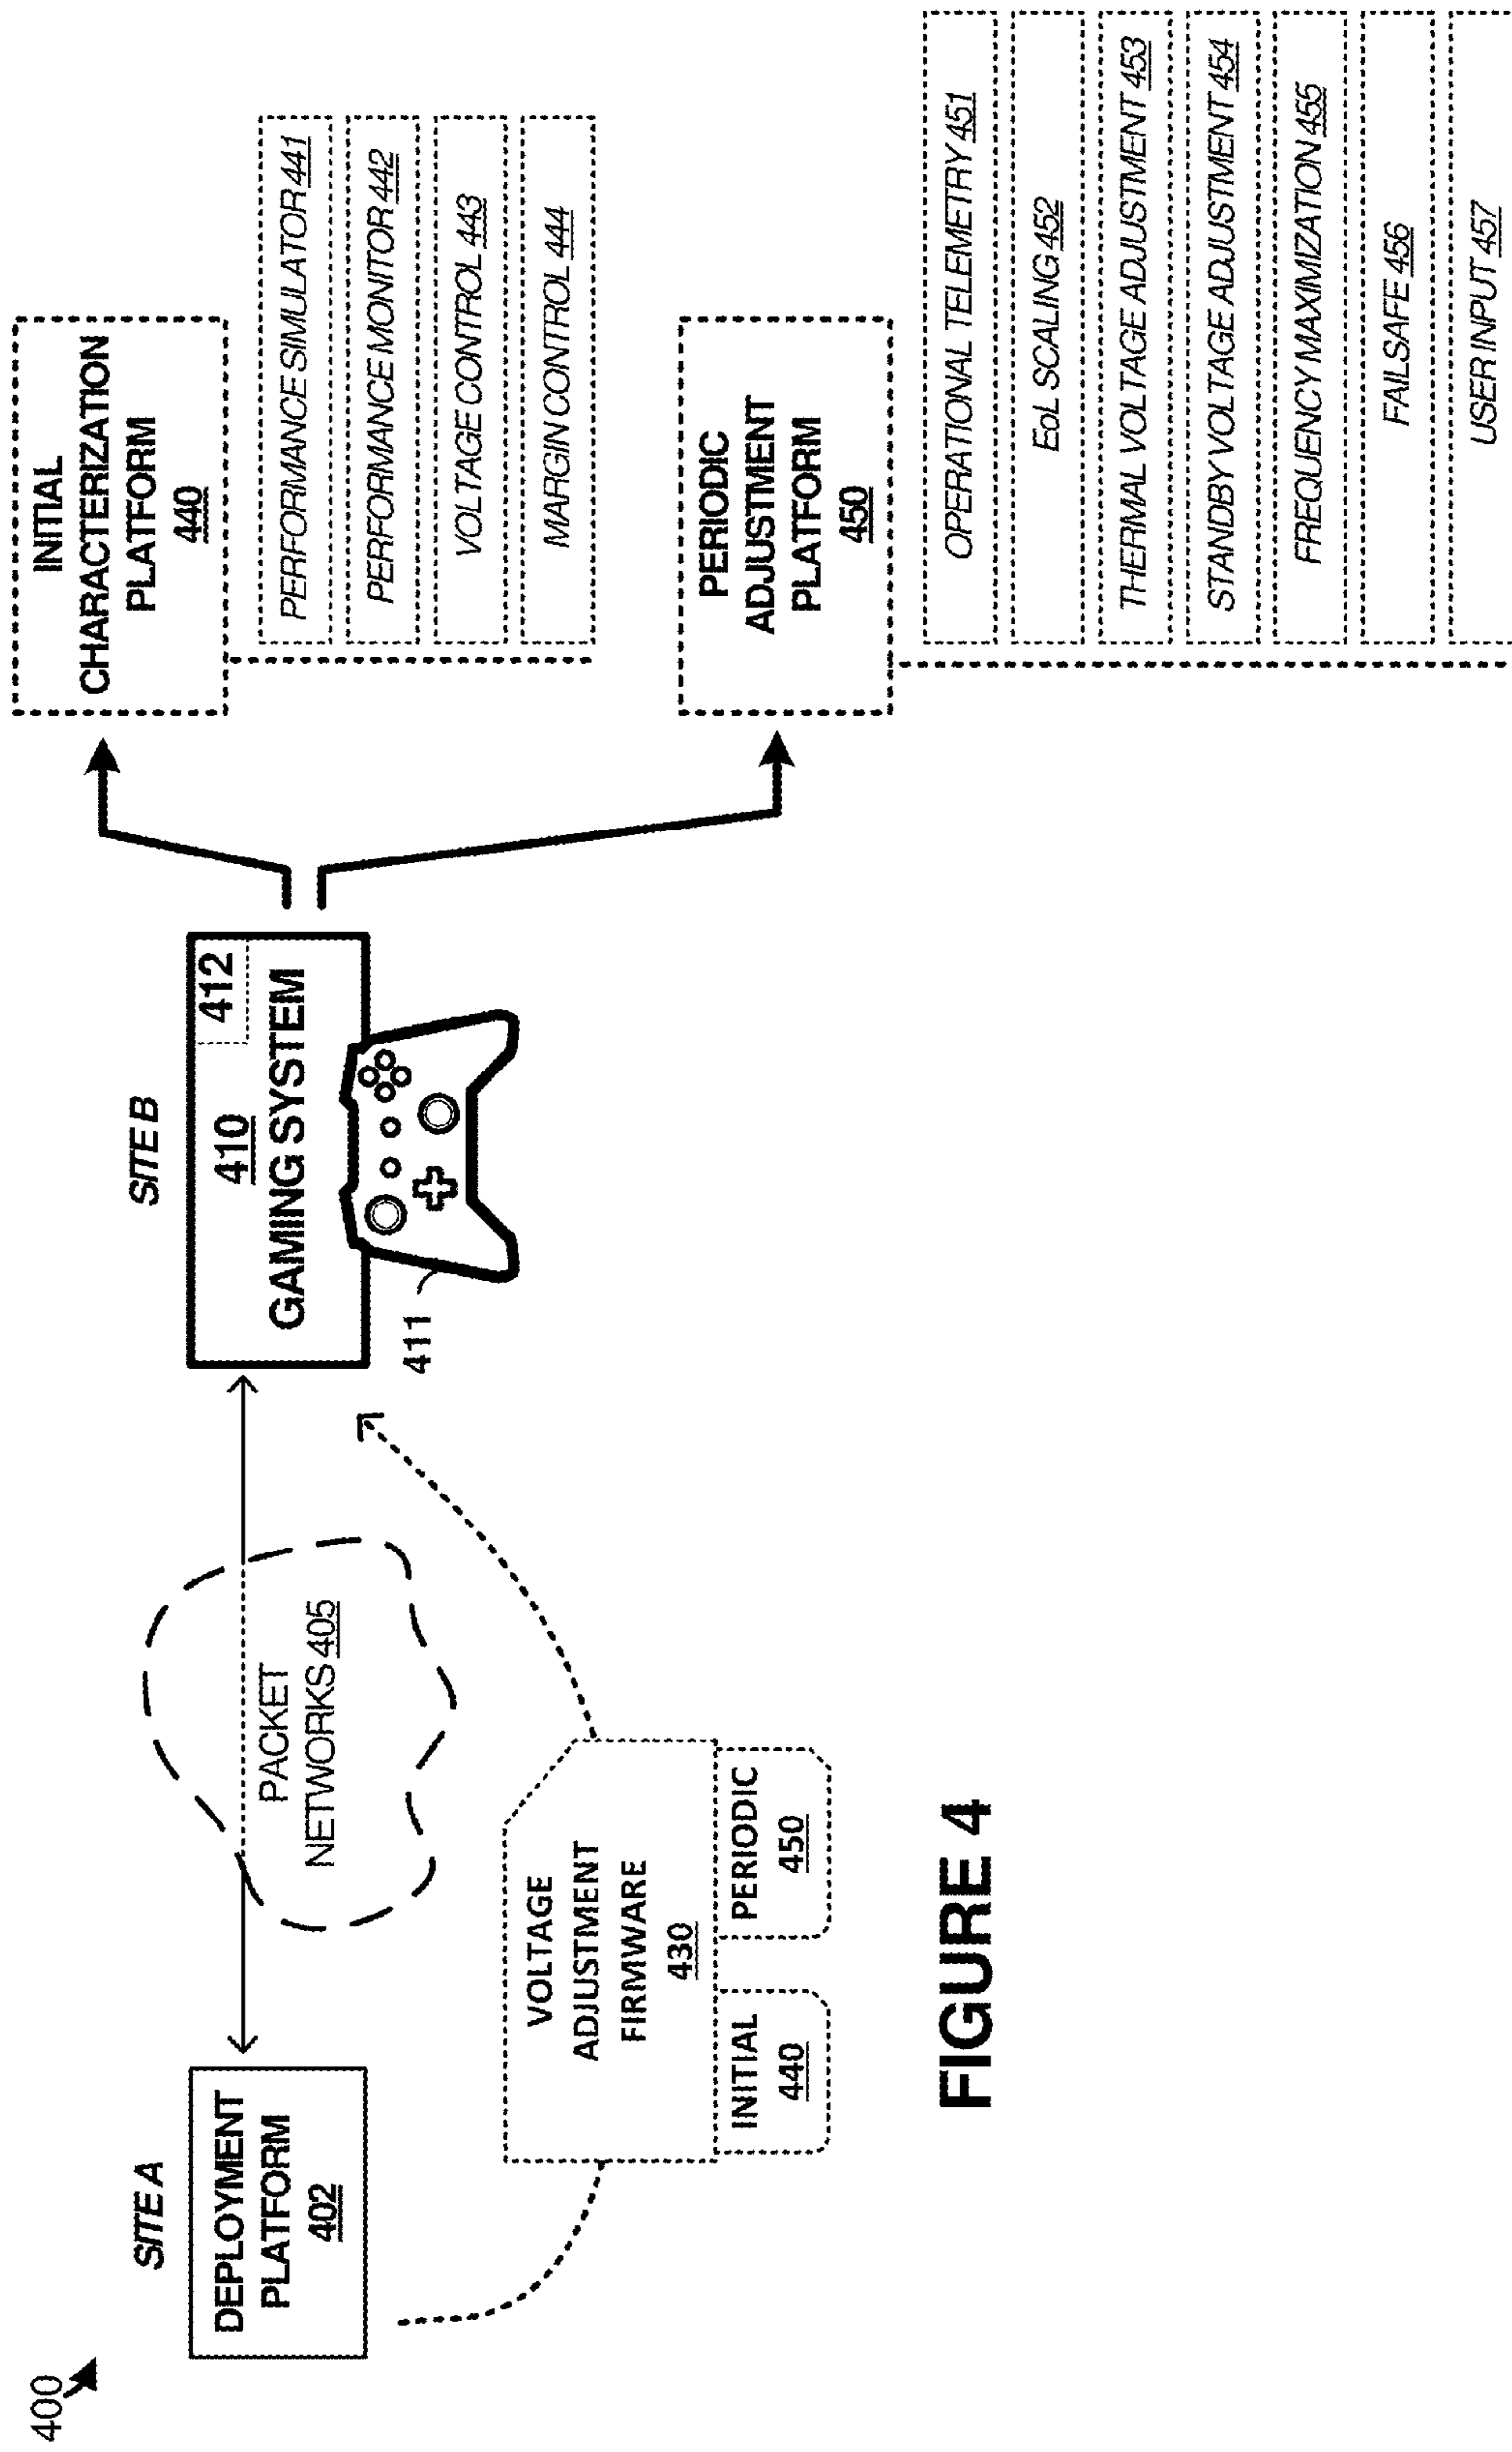 400
SITE A
DEPLOYMENT
PLATFORM
402
PACKET
NETWORKS 405
SITE B
410
412
GAMING SYSTEM
411
VOLTAGE
ADJUSTMENT
FIRMWARE
430
INITIAL
440
PERIODIC
450
INITIAL
CHARACTERIZATION
PLATFORM
440
PERFORMANCE SIMULATOR 441
PERFORMANCE MONITOR 442
VOLTAGE CONTROL 443
MARGIN CONTROL 444
PERIODIC
ADJUSTMENT
PLATFORM
450
OPERATIONAL TELEMETRY 451
EoL SCALING 452
THERMAL VOLTAGE ADJUSTMENT 453
STANDBY VOLTAGE ADJUSTMENT 454
FREQUENCY MAXIMIZATION 455
FAILSAFE 456
USER INPUT 457
FIGURE 4